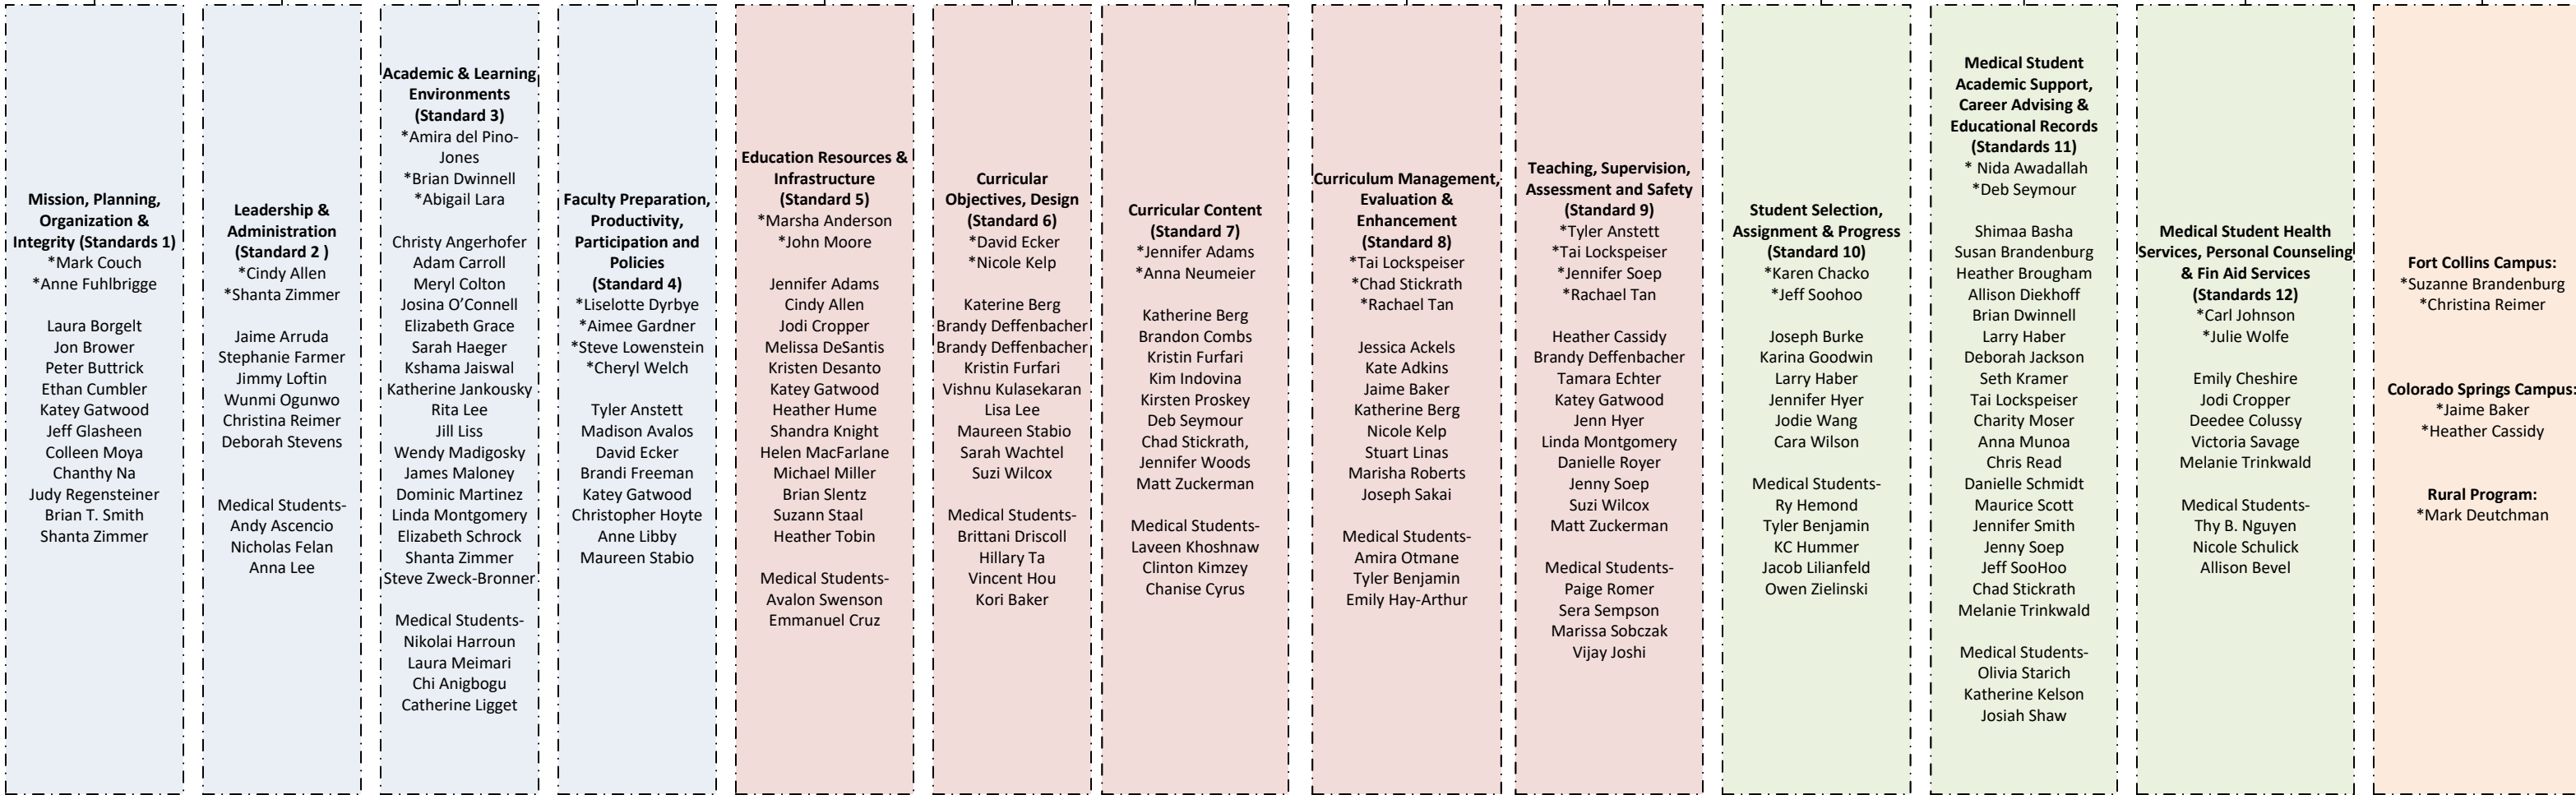 Mission, Planning,
Organization &
Integrity (Standards 1)
*Mark Couch
*Anne Fuhlbrigge
Laura Borgelt
Jon Brower
Peter Buttrick
Ethan Cumbler
Katey Gatwood
Jeff Glasheen
Colleen Moya
Chanthy Na
Judy Regensteiner
Brian T. Smith
Shanta Zimmer
Leadership &
Administration
(Standard 2 )
*Cindy Allen
*Shanta Zimmer
Jaime Arruda
Stephanie Farmer
Jimmy Loftin
Wunmi Ogunwo
Christina Reimer
Deborah Stevens
Medical Students-
Andy Ascencio
Nicholas Felan
Anna Lee
Academic & Learning
Environments
(Standard 3)
*Amira del Pino-
Jones
*Brian Dwinnell
*Abigail Lara
Christy Angerhofer
Adam Carroll
Meryl Colton
Josina O’Connell
Elizabeth Grace
Sarah Haeger
Kshama Jaiswal
Katherine Jankousky
Rita Lee
Jill Liss
Wendy Madigosky
James Maloney
Dominic Martinez
Linda Montgomery
Elizabeth Schrock
Shanta Zimmer
Steve Zweck-Bronner
Medical Students-
Nikolai Harroun
Laura Meimari
Chi Anigbogu
Catherine Ligget
Faculty Preparation,
Productivity,
Participation and
Policies
(Standard 4)
*Liselotte Dyrbye
*Aimee Gardner
*Steve Lowenstein
*Cheryl Welch
Tyler Anstett
Madison Avalos
David Ecker
Brandi Freeman
Katey Gatwood
Christopher Hoyte
Anne Libby
Maureen Stabio
Education Resources &
Infrastructure
(Standard 5)
*Marsha Anderson
*John Moore
Jennifer Adams
Cindy Allen
Jodi Cropper
Melissa DeSantis
Kristen Desanto
Katey Gatwood
Heather Hume
Shandra Knight
Helen MacFarlane
Michael Miller
Brian Slentz
Suzann Staal
Heather Tobin
Medical Students-
Avalon Swenson
Emmanuel Cruz
Curricular
Objectives, Design
(Standard 6)
*David Ecker
*Nicole Kelp
Katerine Berg
Brandy Deffenbacher
Brandy Deffenbacher
Kristin Furfari
Vishnu Kulasekaran
Lisa Lee
Maureen Stabio
Sarah Wachtel
Suzi Wilcox
Medical Students-
Brittani Driscoll
Hillary Ta
Vincent Hou
Kori Baker
Curricular Content
(Standard 7)
*Jennifer Adams
*Anna Neumeier
Katherine Berg
Brandon Combs
Kristin Furfari
Kim Indovina
Kirsten Proskey
Deb Seymour
Chad Stickrath,
Jennifer Woods
Matt Zuckerman
Medical Students-
Laveen Khoshnaw
Clinton Kimzey
Chanise Cyrus
Curriculum Management,
Evaluation &
Enhancement
(Standard 8)
*Tai Lockspeiser
*Chad Stickrath
*Rachael Tan
Jessica Ackels
Kate Adkins
Jaime Baker
Katherine Berg
Nicole Kelp
Stuart Linas
Marisha Roberts
Joseph Sakai
Medical Students-
Amira Otmane
Tyler Benjamin
Emily Hay-Arthur
Teaching, Supervision,
Assessment and Safety
(Standard 9)
*Tyler Anstett
*Tai Lockspeiser
*Jennifer Soep
*Rachael Tan
Heather Cassidy
Brandy Deffenbacher
Tamara Echter
Katey Gatwood
Jenn Hyer
Linda Montgomery
Danielle Royer
Jenny Soep
Suzi Wilcox
Matt Zuckerman
Medical Students-
Paige Romer
Sera Sempson
Marissa Sobczak
Vijay Joshi
Student Selection,
Assignment & Progress
(Standard 10)
*Karen Chacko
*Jeff Soohoo
Joseph Burke
Karina Goodwin
Larry Haber
Jennifer Hyer
Jodie Wang
Cara Wilson
Medical Students-
Ry Hemond
Tyler Benjamin
KC Hummer
Jacob Lilianfeld
Owen Zielinski
Medical Student
Academic Support,
Career Advising &
Educational Records
(Standards 11)
* Nida Awadallah
*Deb Seymour
Shimaa Basha
Susan Brandenburg
Heather Brougham
Allison Diekhoff
Brian Dwinnell
Larry Haber
Deborah Jackson
Seth Kramer
Tai Lockspeiser
Charity Moser
Anna Munoa
Chris Read
Danielle Schmidt
Maurice Scott
Jennifer Smith
Jenny Soep
Jeff SooHoo
Chad Stickrath
Melanie Trinkwald
Medical Students-
Olivia Starich
Katherine Kelson
Josiah Shaw
Medical Student Health
Services, Personal Counseling
& Fin Aid Services
(Standards 12)
*Carl Johnson
*Julie Wolfe
Emily Cheshire
Jodi Cropper
Deedee Colussy
Victoria Savage
Melanie Trinkwald
Medical Students-
Thy B. Nguyen
Nicole Schulick
Allison Bevel
Fort Collins Campus:
*Suzanne Brandenburg
*Christina Reimer
Colorado Springs Campus:
*Jaime Baker
*Heather Cassidy
Rural Program:
*Mark Deutchman